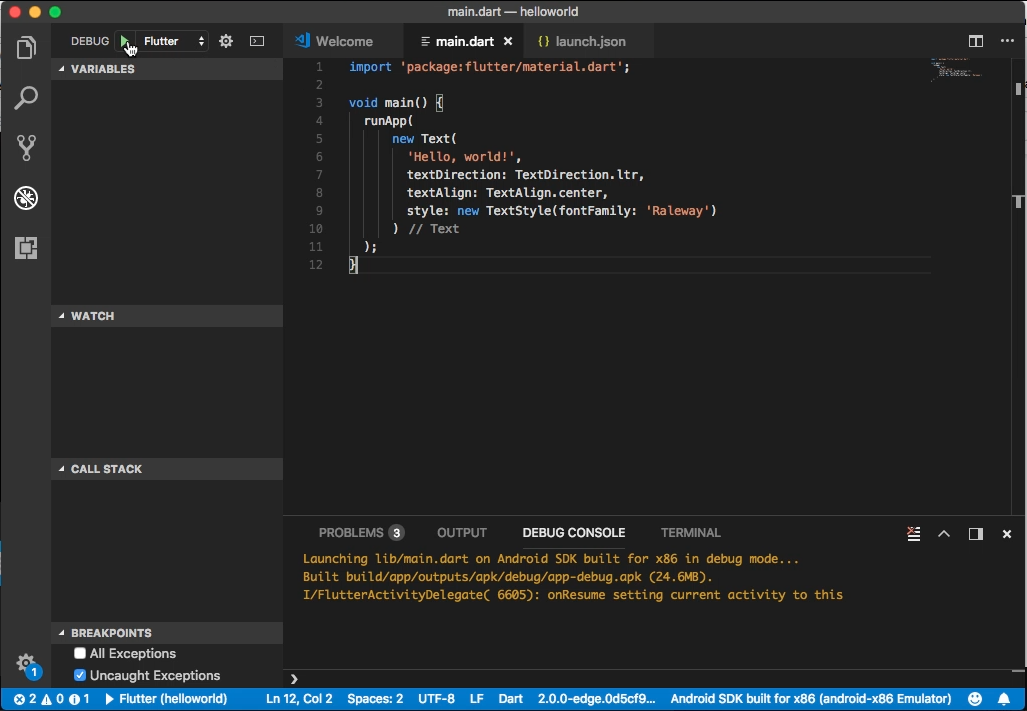 main.dart — helloworld
DEBUG Flutter
Welcome main.dart launch.json
VARIABLES
WATCH
CALL STACK
BREAKPOINTS
All Exceptions
Uncaught Exceptions
1
1 import 'package:flutter/material.dart';
2
3 void main() {
4 runApp(
5 new Text(
6 'Hello, world!',
7 textDirection: TextDirection.ltr,
8 textAlign: TextAlign.center,
9 style: new TextStyle(fontFamily: 'Raleway')
10 ) // Text
11 );
12 }
PROBLEMS 3 OUTPUT DEBUG CONSOLE TERMINAL
Launching lib/main.dart on Android SDK built for x86 in debug mode...
Built build/app/outputs/apk/debug/app-debug.apk (24.6MB).
I/FlutterActivityDelegate( 6605): onResume setting current activity to this
2 0 1 Flutter (helloworld) Ln 12, Col 2 Spaces: 2 UTF-8 LF Dart 2.0.0-edge.0d5cf9... Android SDK built for x86 (android-x86 Emulator)